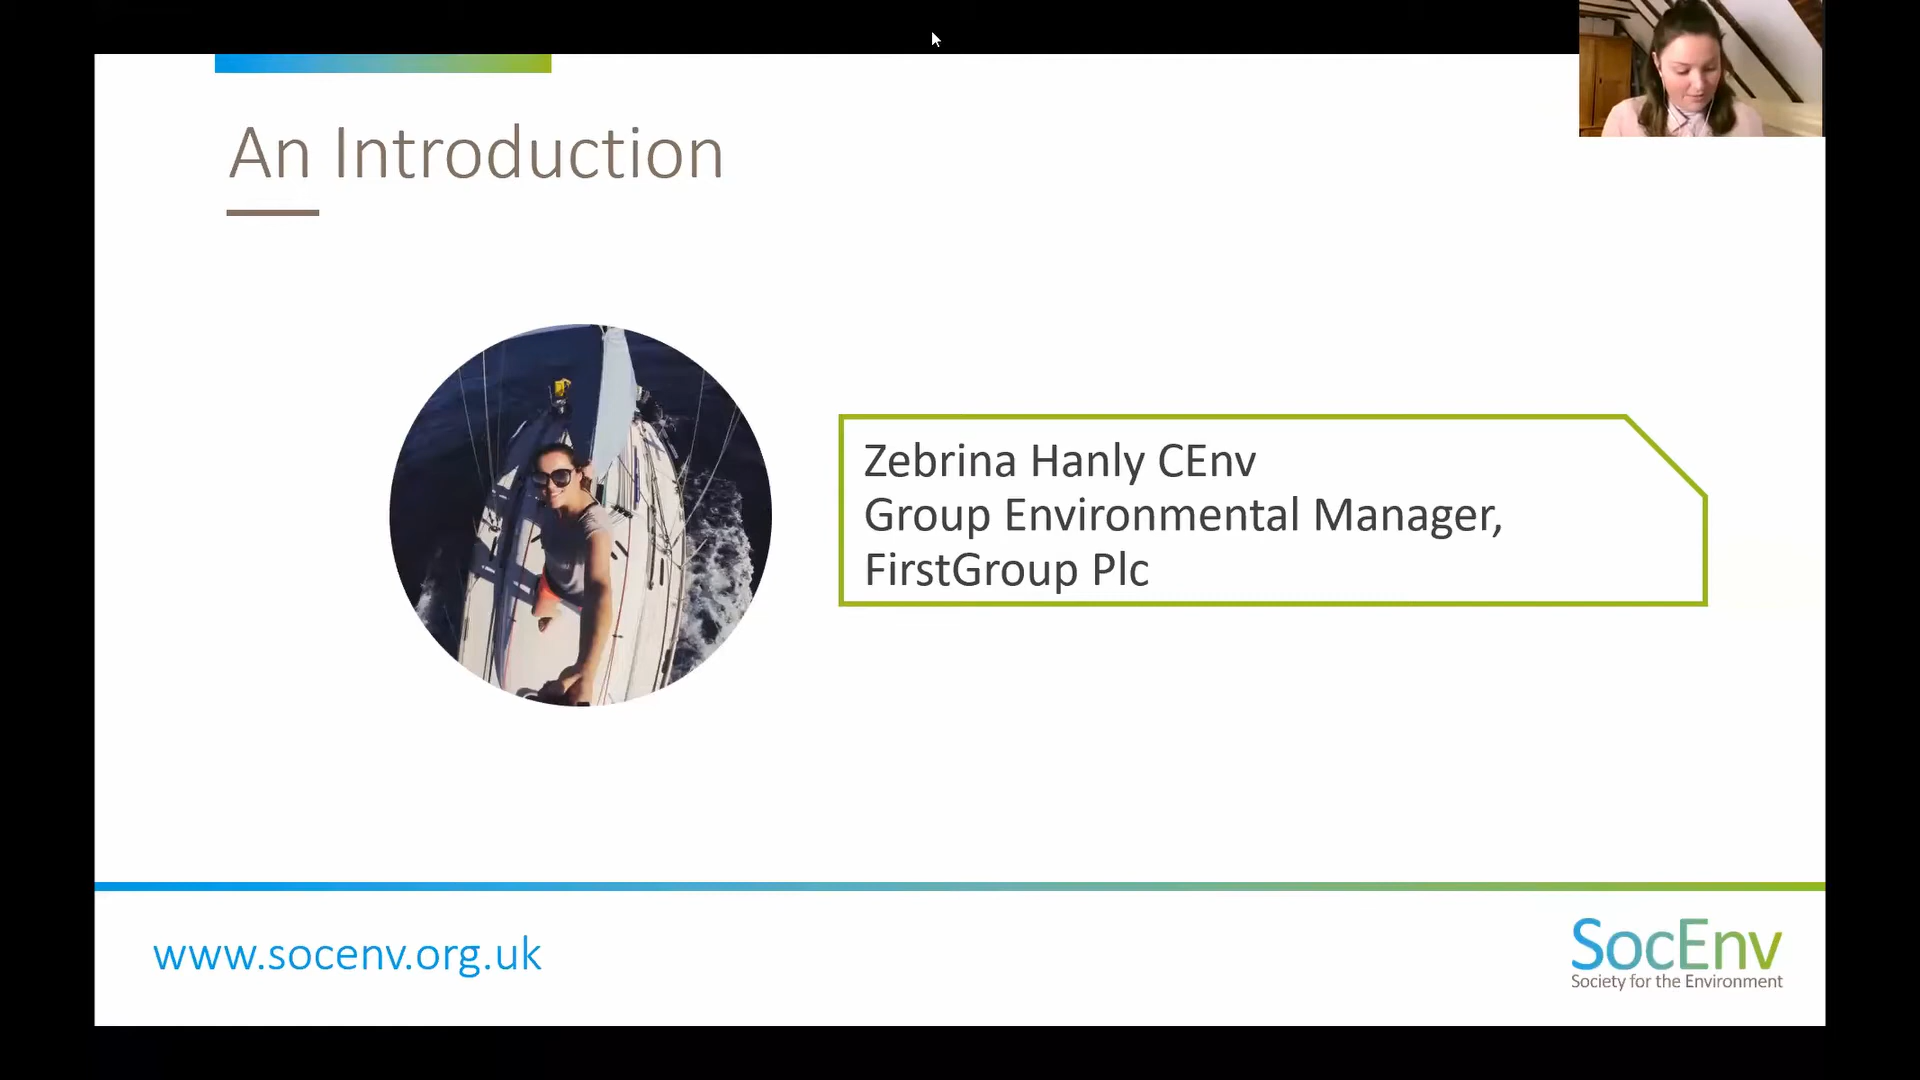 An Introduction
Zebrina Hanly CEnv
Group Environmental Manager,
FirstGroup Plc
www.socenv.org.uk
SocEnv
Society for the Environment